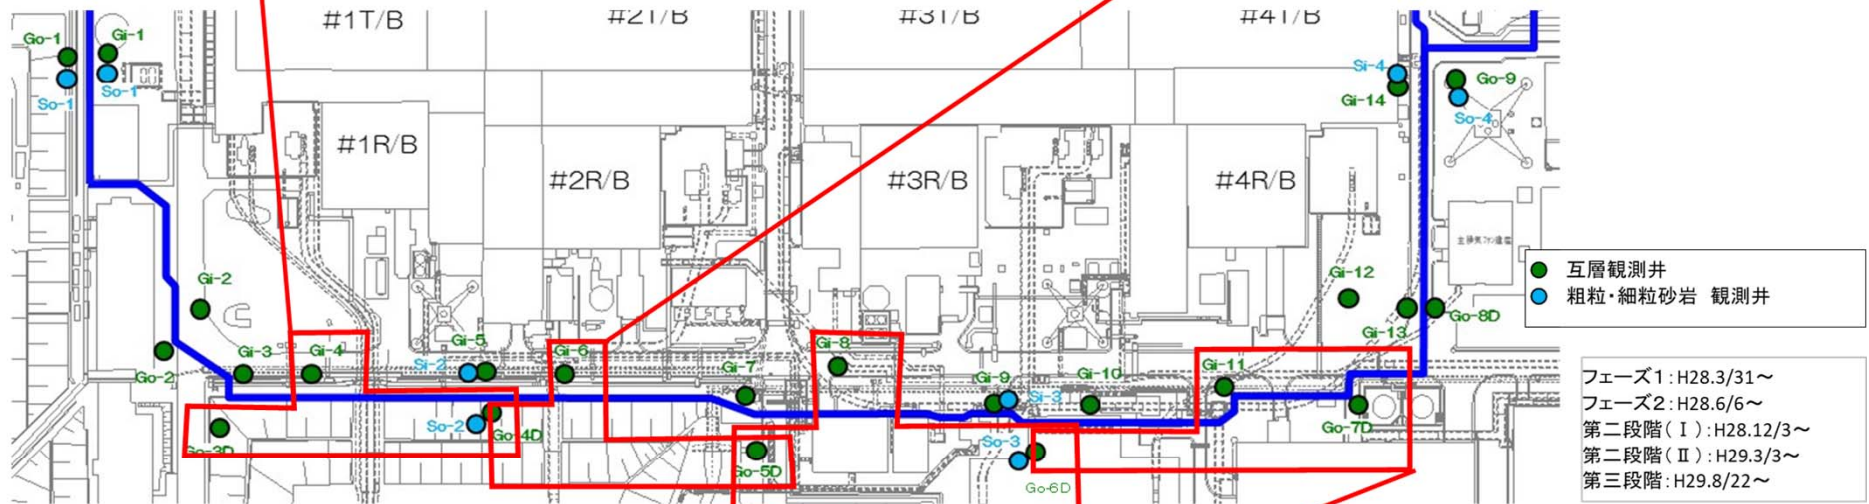 #1T/B
#2T/B
#3T/B
#4T/B
Go-1
Gi-1
So-1
So-1
Si-4
Gi-14
Go-9
So-4
#1R/B
#2R/B
#3R/B
#4R/B
Gi-2
Gi-12
Gi-13
Go-8D
Go-2
Gi-3
Gi-4
Si-2
Gi-5
Gi-6
Gi-7
Gi-8
Gi-9
Si-3
Gi-10
Gi-11
Go-3D
So-2
Go-4D
Go-5D
So-3
Go-6D
Go-7D
互層観測井
粗粒・細粒砂岩 観測井
フェーズ1:H28.3/31～
フェーズ2:H28.6/6～
第二段階(Ⅰ):H28.12/3～
第二段階(Ⅱ):H29.3/3～
第三段階:H29.8/22～